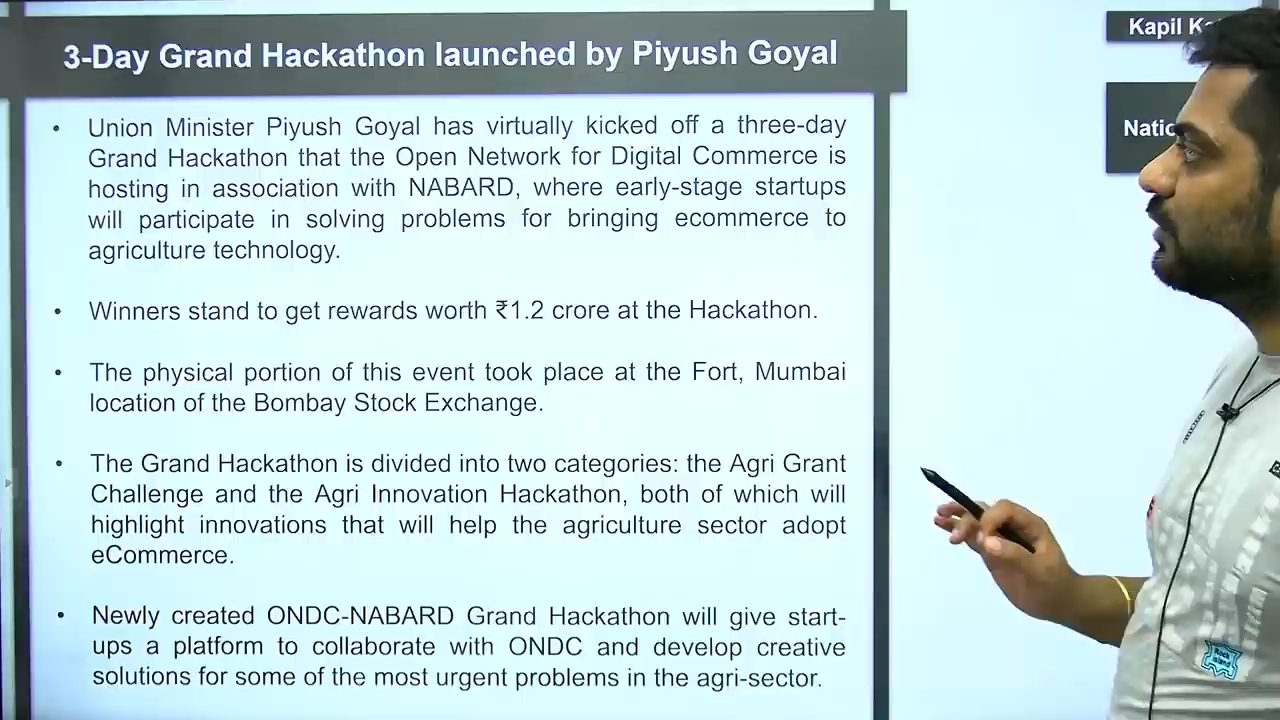 3-Day Grand Hackathon launched by Piyush Goyal
Kapil
• Union Minister Piyush Goyal has virtually kicked off a three-day
Grand Hackathon that the Open Network for Digital Commerce is
hosting in association with NABARD, where early-stage startups
will participate in solving problems for bringing ecommerce to
agriculture technology.
• Winners stand to get rewards worth ₹1.2 crore at the Hackathon.
• The physical portion of this event took place at the Fort, Mumbai
location of the Bombay Stock Exchange.
• The Grand Hackathon is divided into two categories: the Agri Grant
Challenge and the Agri Innovation Hackathon, both of which will
highlight innovations that will help the agriculture sector adopt
eCommerce.
• Newly created ONDC-NABARD Grand Hackathon will give start-
ups a platform to collaborate with ONDC and develop creative
solutions for some of the most urgent problems in the agri-sector.
Rock
Island